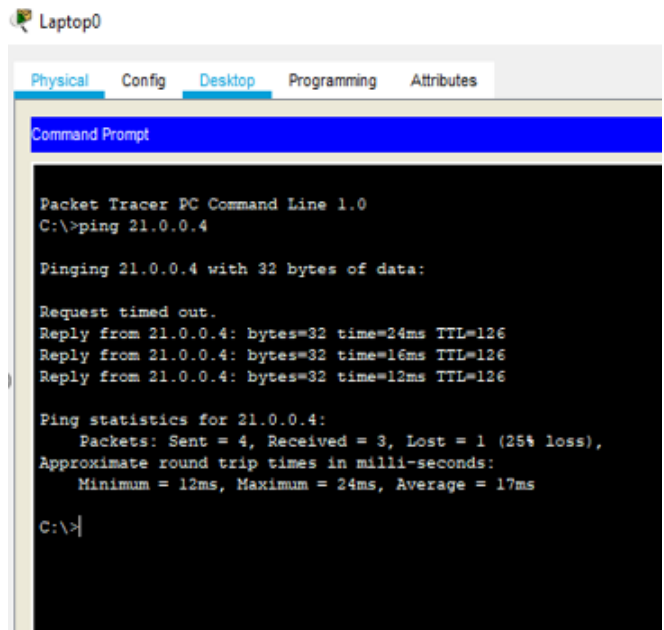 Laptop0
Physical Config Desktop Programming Attributes
Command Prompt
Packet Tracer PC Command Line 1.0
C:\>ping 21.0.0.4
Pinging 21.0.0.4 with 32 bytes of data:
Request timed out.
Reply from 21.0.0.4: bytes=32 time=24ms TTL=126
Reply from 21.0.0.4: bytes=32 time=16ms TTL=126
Reply from 21.0.0.4: bytes=32 time=12ms TTL=126
Ping statistics for 21.0.0.4:
Packets: Sent = 4, Received = 3, Lost = 1 (25% loss),
Approximate round trip times in milli-seconds:
Minimum = 12ms, Maximum = 24ms, Average = 17ms
C:\>